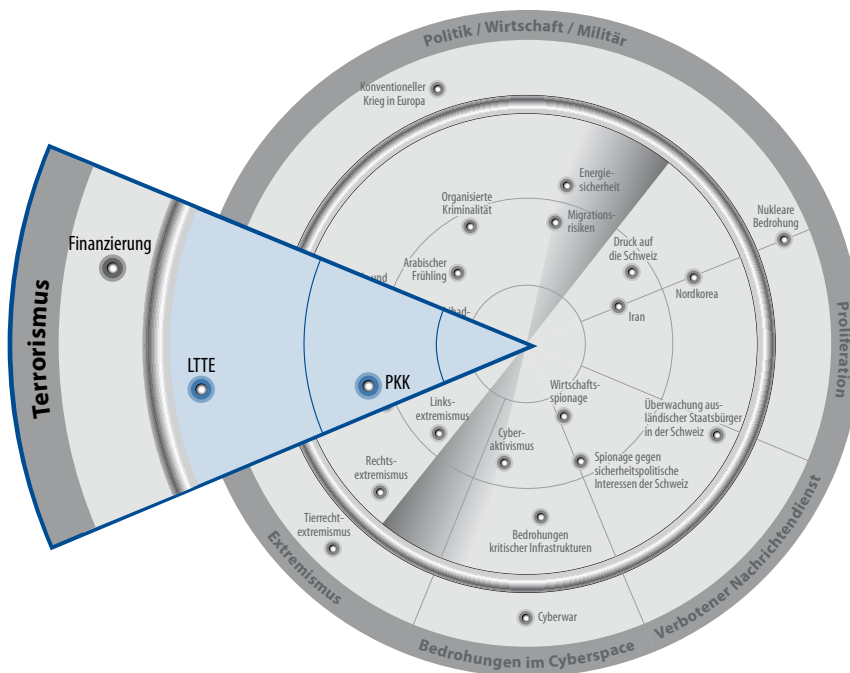 Politik / Wirtschaft / Militär
Konventioneller
Krieg in Europa
Energie-
sicherheit
Organisierte
Kriminalität
Migrations-
risiken
Nukleare
Bedrohung
Finanzierung
Druck auf
die Schweiz
Arabischer
Frühling
und
Nordkorea
Iran
Terrorismus
Proliferation
LTTE
PKK
Wirtschafts-
spionage
Links-
extremismus
Überwachung aus-
ländischer Staatsbürger
in der Schweiz
Cyber-
aktivismus
Rechts-
extremismus
Spionage gegen
sicherheitspolitische
Interessen der Schweiz
Tierrecht-
extremismus
Bedrohungen
kritischer Infrastrukturen
Extremismus
Cyberwar
Verbotener Nachrichtendienst
Bedrohungen im Cyberspace